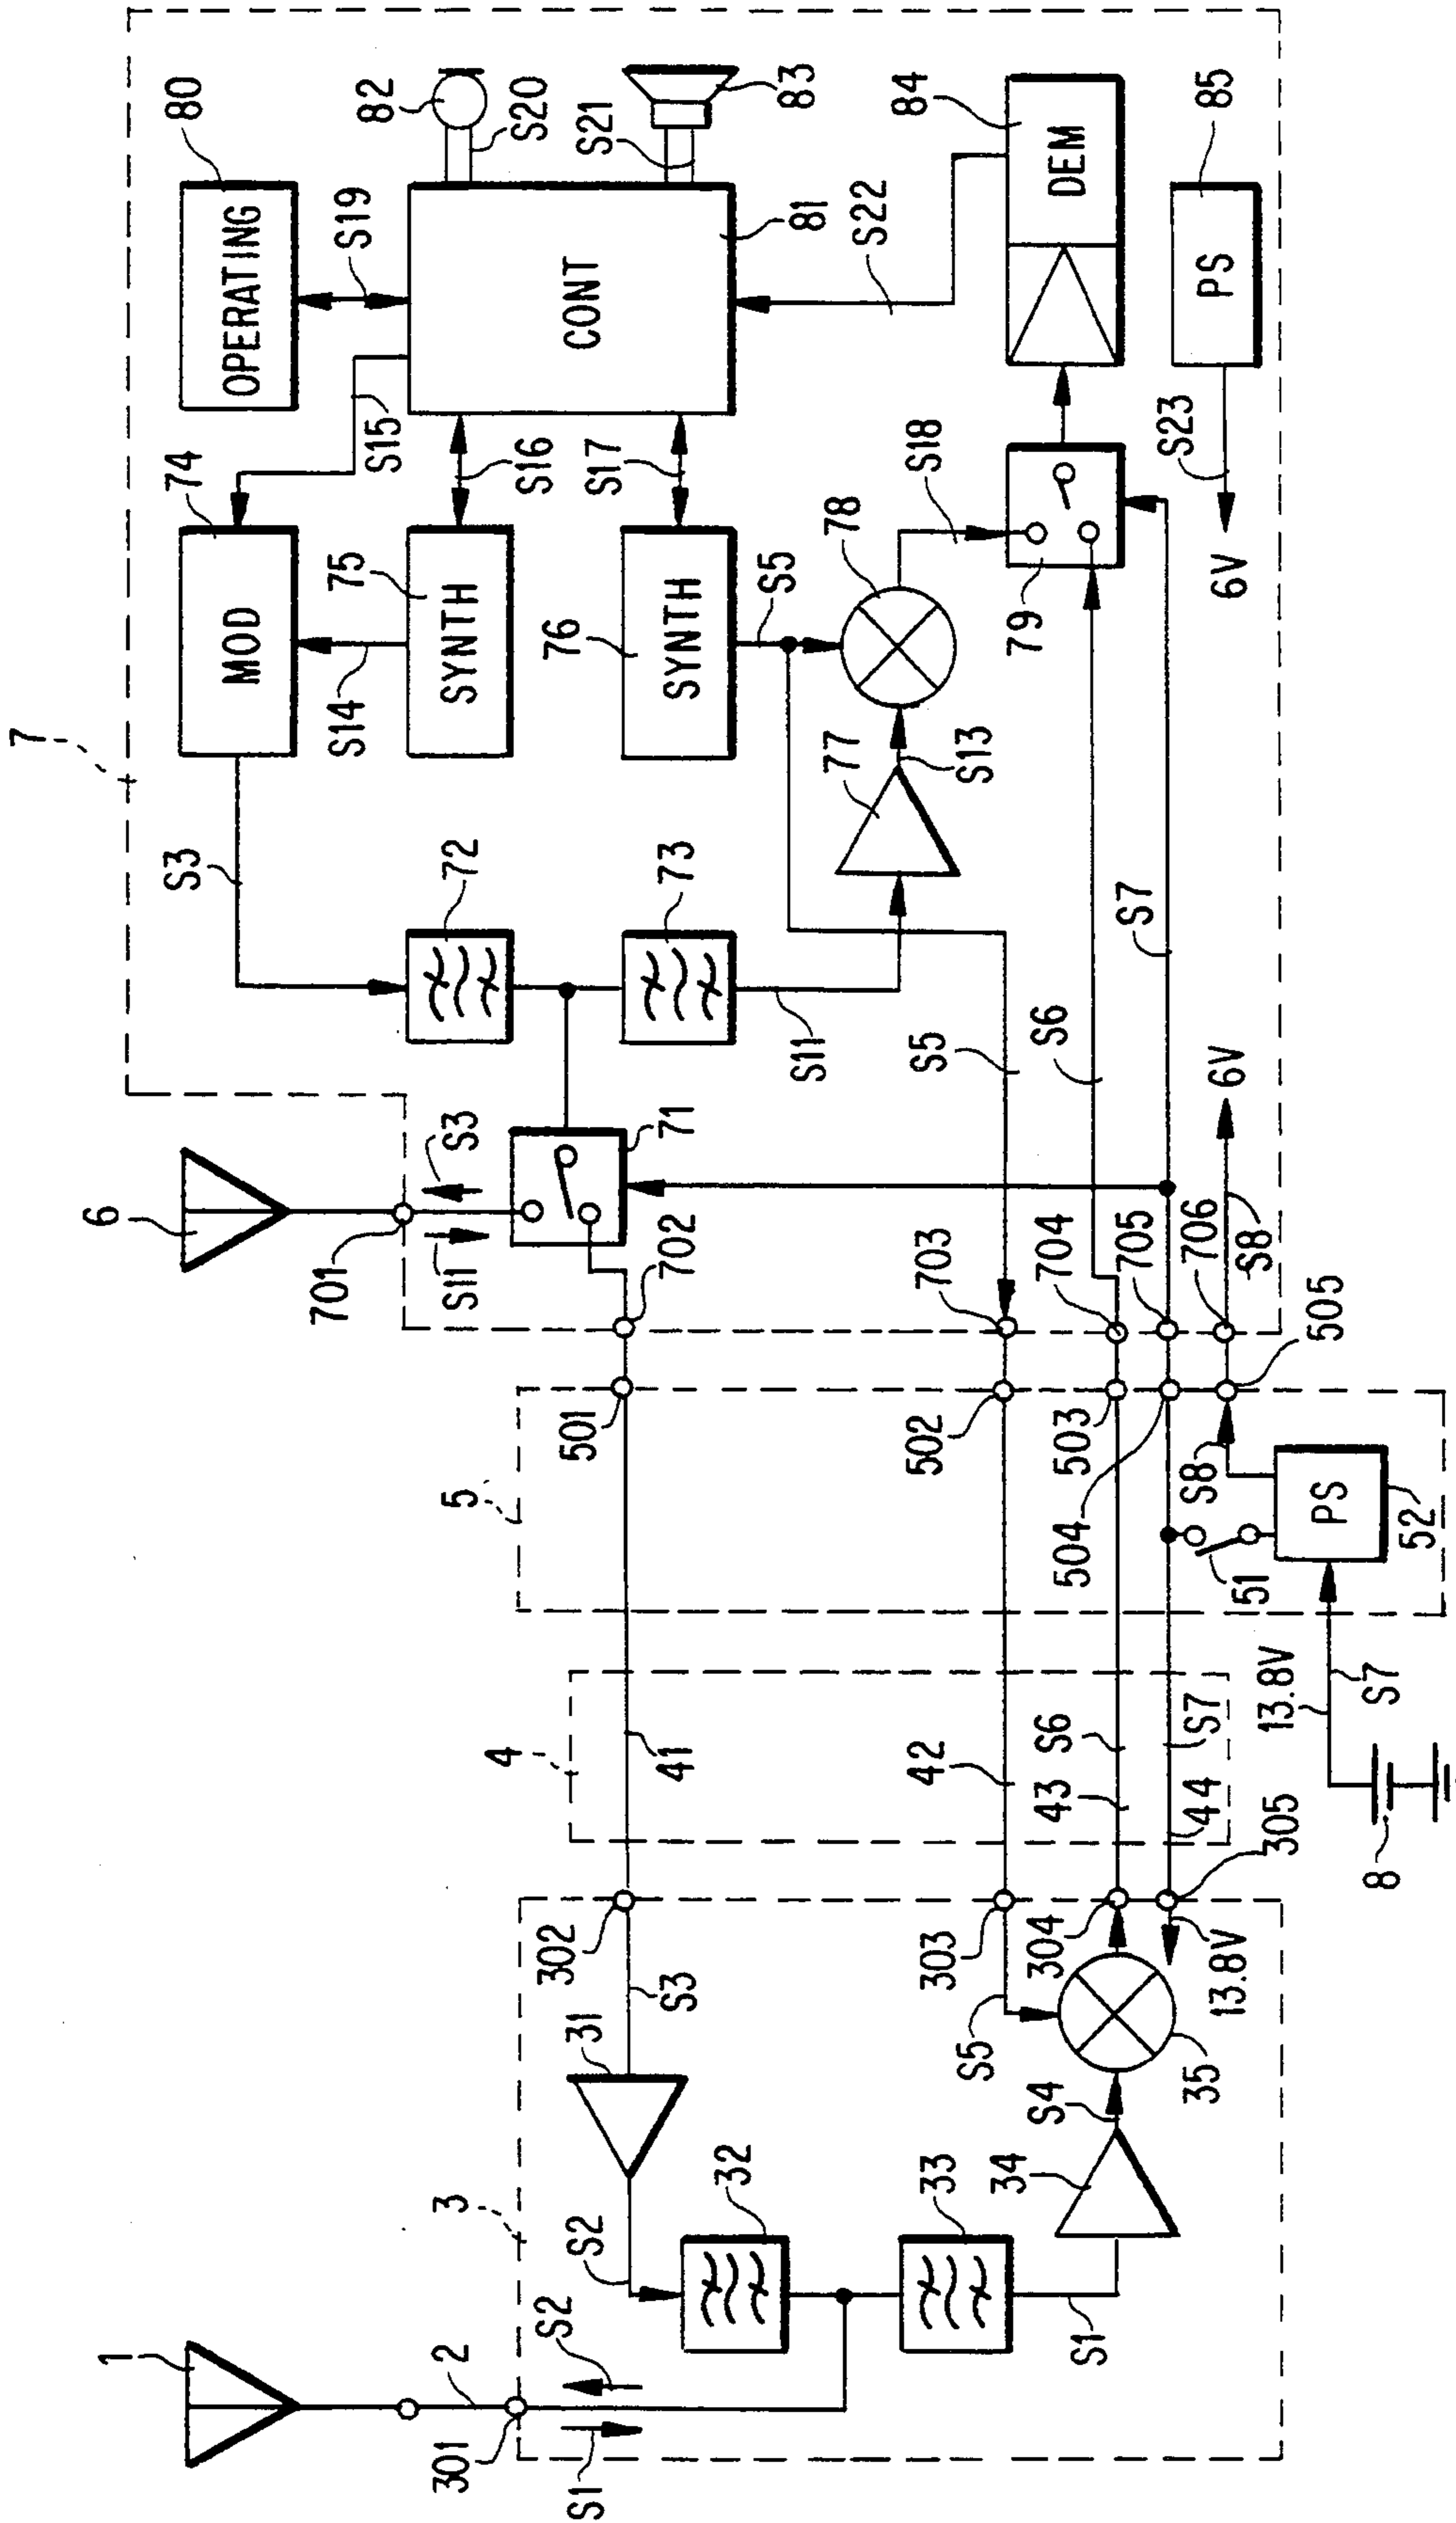 7
80
OPERATING
S19
82
S20
S21
83
CONT
81
S22
84
DEM
85
PS
S23
6V
S15
S16
S17
74
MOD
75
SYNTH
S14
76
SYNTH
S5
78
S18
79
77
S13
S3
72
73
S11
S5
S6
S7
6
701
S11
S3
71
702
703
704
705
706
S8
6V
505
5
501
502
503
504
S8
51
PS
52
4
41
42
43
S6
44
S7
13.8V
S7
8
305
3
302
S3
31
303
S5
304
13.8V
35
S4
34
S2
32
33
S1
1
2
301
S2
S1